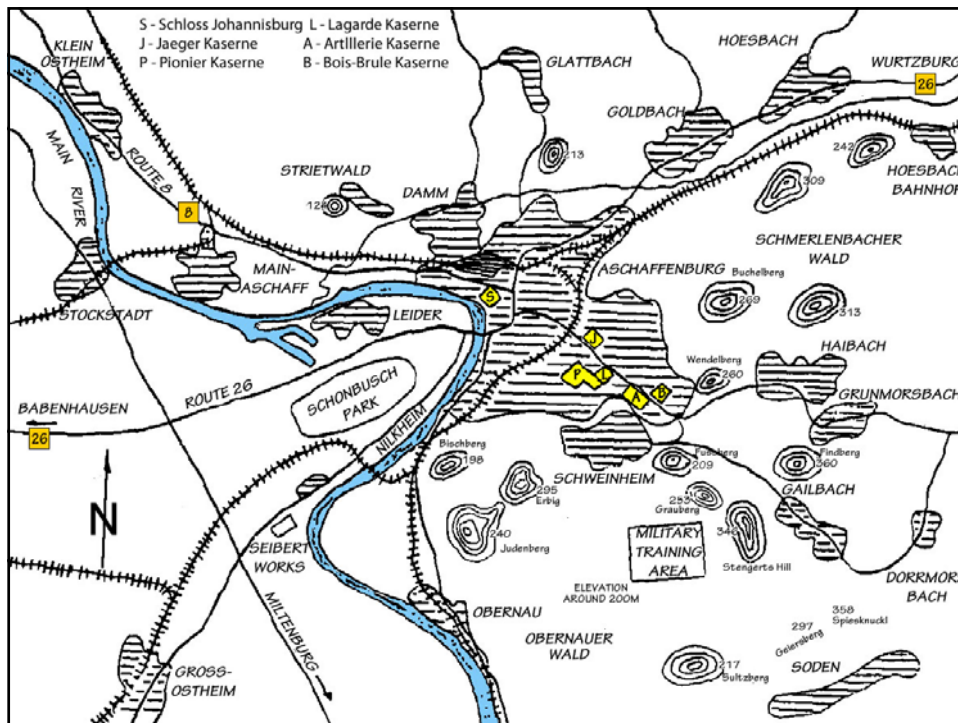 S - Schloss Johannisburg L - Lagarde Kaserne
J - Jaeger Kaserne A - Artillerie Kaserne
P - Pionier Kaserne B - Bois-Brule Kaserne
KLEIN
OSTHEIM
GLATTBACH
HOESBACH
WURTZBURG
26
GOLDBACH
MAIN
RIVER
ROUTE 8
8
STRIETWALD
124
DAMM
213
242
309
HOESBACH
BAHNHOF
SCHMERLENBACHER
WALD
MAIN-
ASCHAFF
ASCHAFFENBURG
Buchelberg
269
313
S
STOCKSTADT
LEIDER
J
HAIBACH
ROUTE 26
SCHONBUSCH
PARK
P
L
A
B
Wendelberg
260
GRUNMORSBACH
BABENHAUSEN
26
NILKHEIM
Bischberg
198
SCHWEINHEIM
209
Findberg
360
GAILBACH
N
295
Erbig
253
Grauberg
SEIBERT
WORKS
240
Judenberg
MILITARY
TRAINING
AREA
346
Stengerts Hill
ELEVATION
AROUND 200M
DORRMORS
BACH
MILTENBURG
OBERNAU
OBERNAUER
WALD
358
Spiesknuckl
297
Geiersberg
GROSS-
OSTHEIM
217
Bultzberg
SODEN